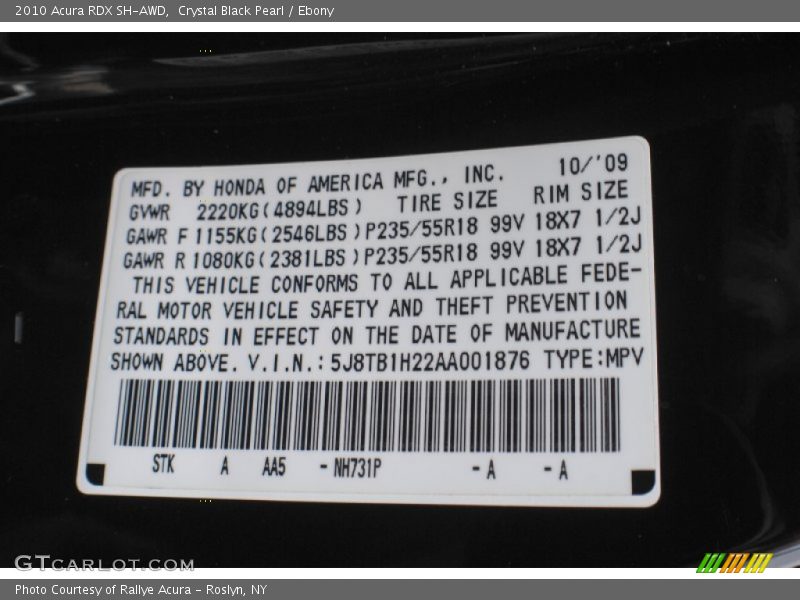 2010 Acura RDX SH-AWD,  Crystal Black Pearl / Ebony
MFD. BY HONDA OF AMERICA MFG., INC. 10/'09
GVWR 2220KG(4894LBS) TIRE SIZE RIM SIZE
GAWR F 1155KG(2546LBS)P235/55R18 99V 18X7 1/2J
GAWR R 1080KG(2381LBS)P235/55R18 99V 18X7 1/2J
THIS VEHICLE CONFORMS TO ALL APPLICABLE FEDE-
RAL MOTOR VEHICLE SAFETY AND THEFT PREVENTION
STANDARDS IN EFFECT ON THE DATE OF MANUFACTURE
SHOWN ABOVE. V.I.N.:5J8TB1H22AA001876 TYPE:MPV
STK A AA5 -NH731P -A -A
GTCARLOT.COM
Photo Courtesy of Rallye Acura - Roslyn, NY